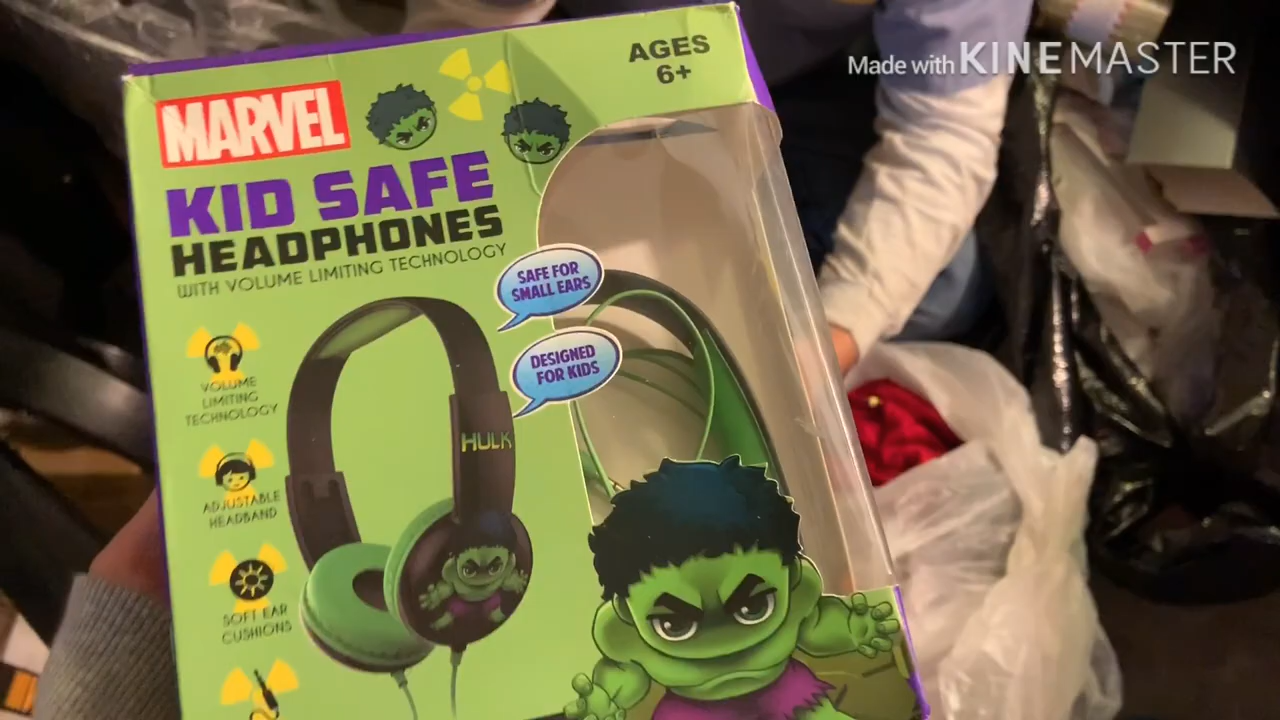 Made with KINEMASTER
AGES
6+
MARVEL
KID SAFE
HEADPHONES
WITH VOLUME LIMITING TECHNOLOGY
SAFE FOR
SMALL EARS
DESIGNED
FOR KIDS
VOLUME
LIMITING
TECHNOLOGY
HULK
ADJUSTABLE
HEADBAND
SOFT EAR
CUSHIONS